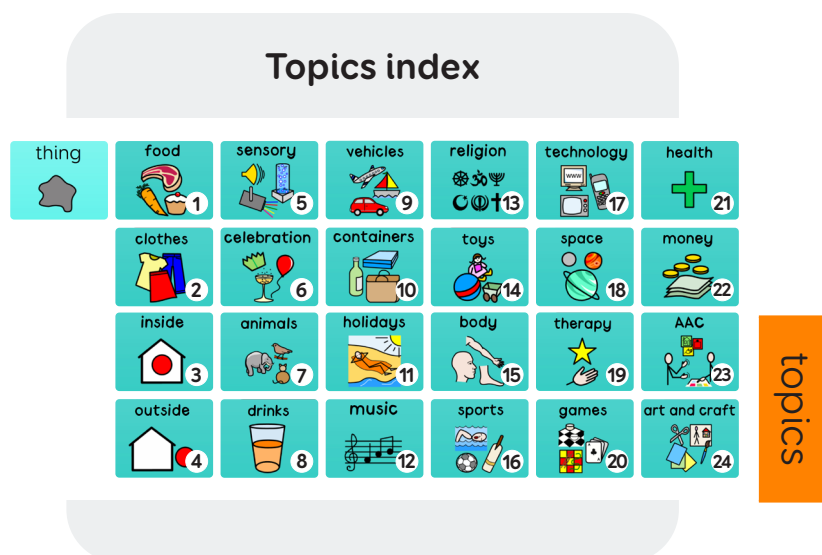 Topics index
thing
food
1
sensory
5
vehicles
9
religion
13
technology
www.
17
health
21
clothes
2
celebration
6
containers
10
toys
14
space
18
money
22
inside
3
animals
7
holidays
11
body
15
therapy
19
AAC
23
outside
4
drinks
8
music
12
sports
16
games
20
art and craft
24
topics